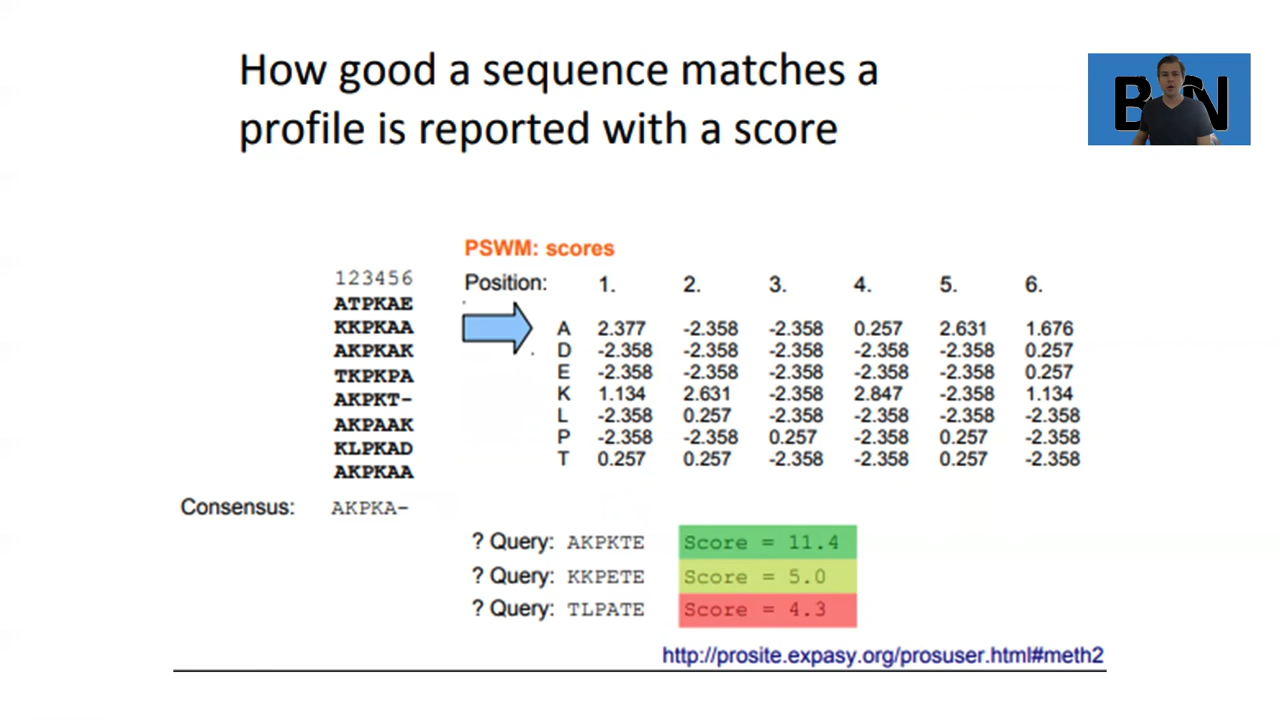 How good a sequence matches a
profile is reported with a score
PSWM: scores
123456
Position: 1. 2. 3. 4. 5. 6.
ATPKAE
KKPKAA
AKPKAK
TKPKPA
AKPKT-
AKPAAK
KLPKAD
AKPKAA
A 2.377 -2.358 -2.358 0.257 2.631 1.676
D -2.358 -2.358 -2.358 -2.358 -2.358 0.257
E -2.358 -2.358 -2.358 -2.358 -2.358 0.257
K 1.134 2.631 -2.358 2.847 -2.358 1.134
L -2.358 0.257 -2.358 -2.358 -2.358 -2.358
P -2.358 -2.358 0.257 -2.358 0.257 -2.358
T 0.257 0.257 -2.358 -2.358 0.257 -2.358
Consensus: AKPKA-
? Query: AKPKTE Score = 11.4
? Query: KKPETE Score = 5.0
? Query: TLPATE Score = 4.3
http://prosite.expasy.org/prosuser.html#meth2